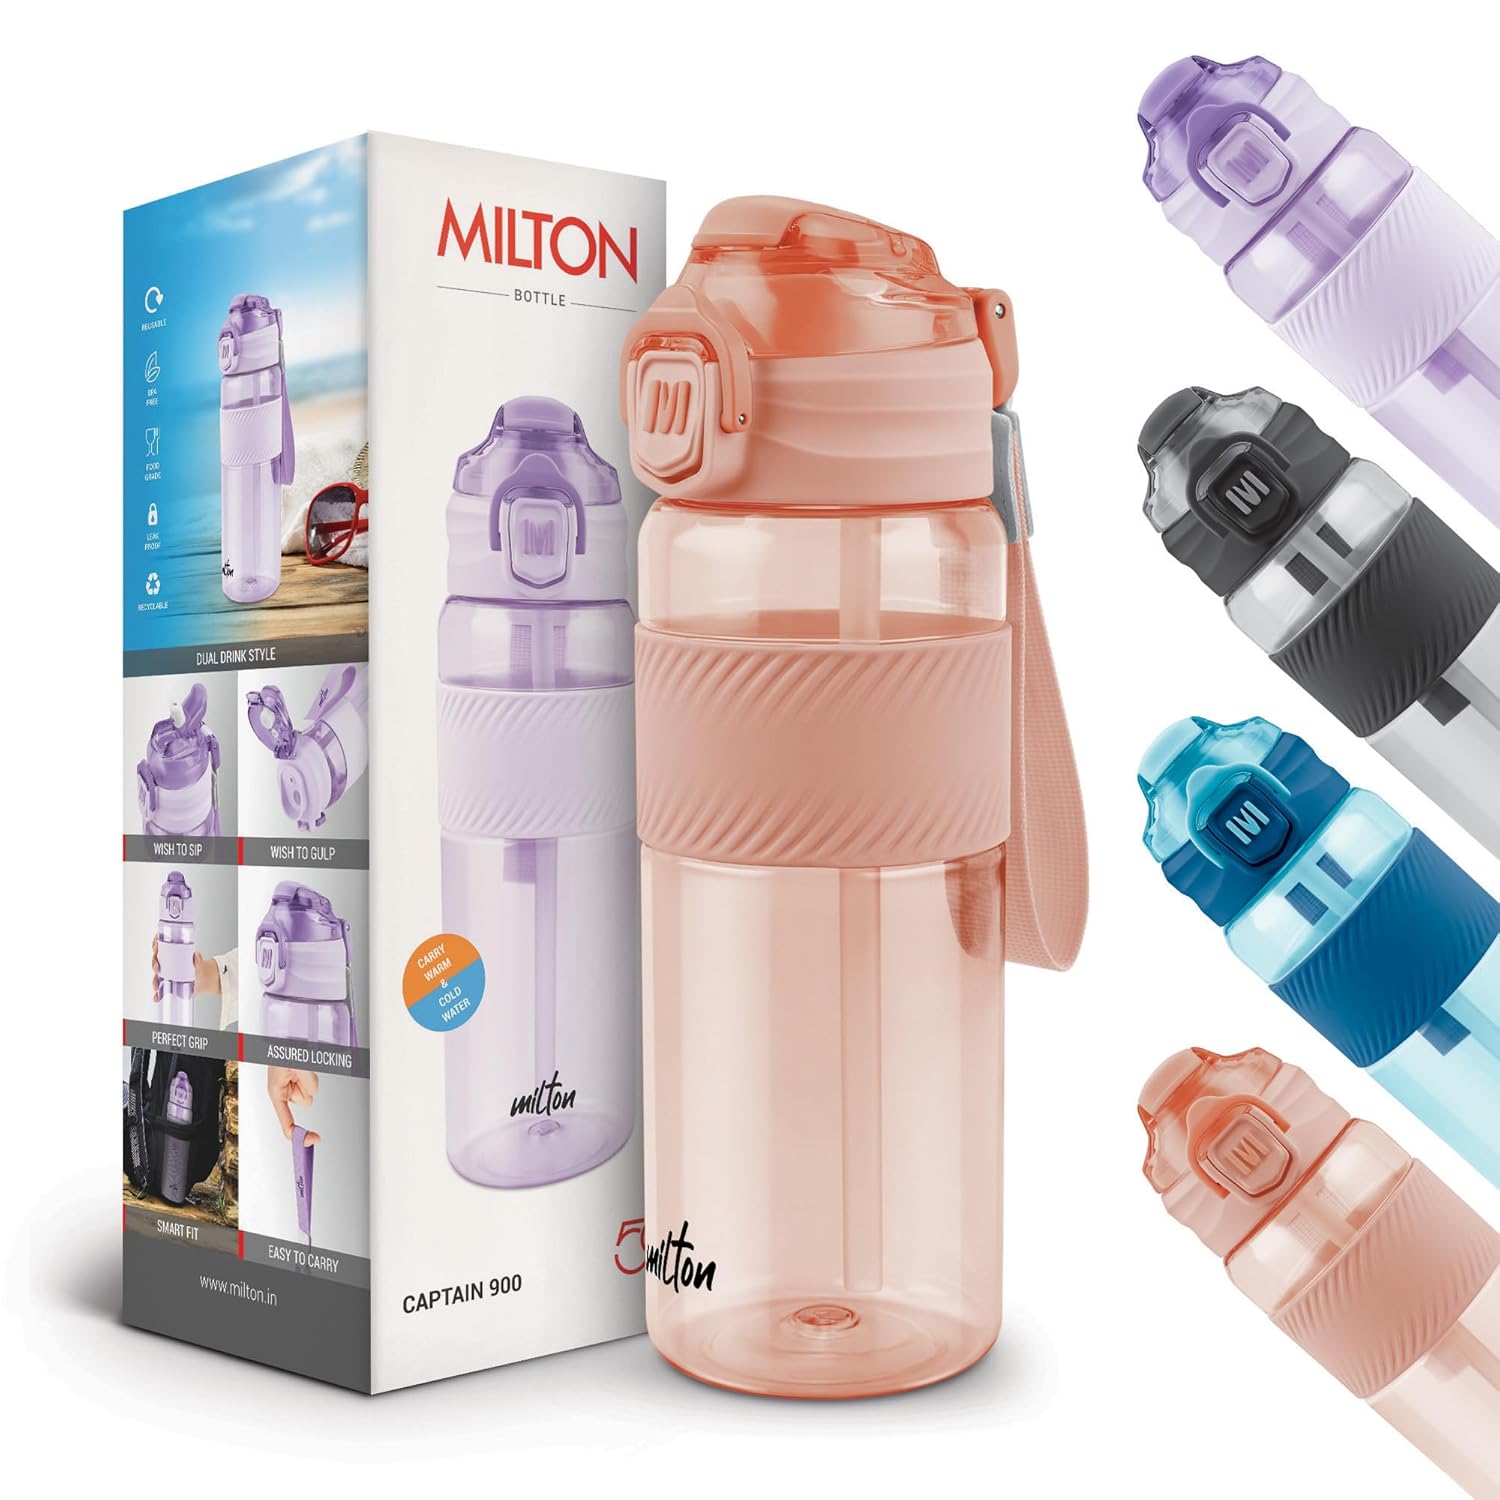 MILTON
BOTTLE
REUSABLE
BPA
FREE
FOOD
GRADE
LEAK
PROOF
RECYCLABLE
milton
DUAL DRINK STYLE
WISH TO SIP
WISH TO GULP
PERFECT GRIP
ASSURED LOCKING
SMART FIT
EASY TO CARRY
www.milton.in
CARRY
WARM
&
COLD
WATER
milton
CAPTAIN 900
milton